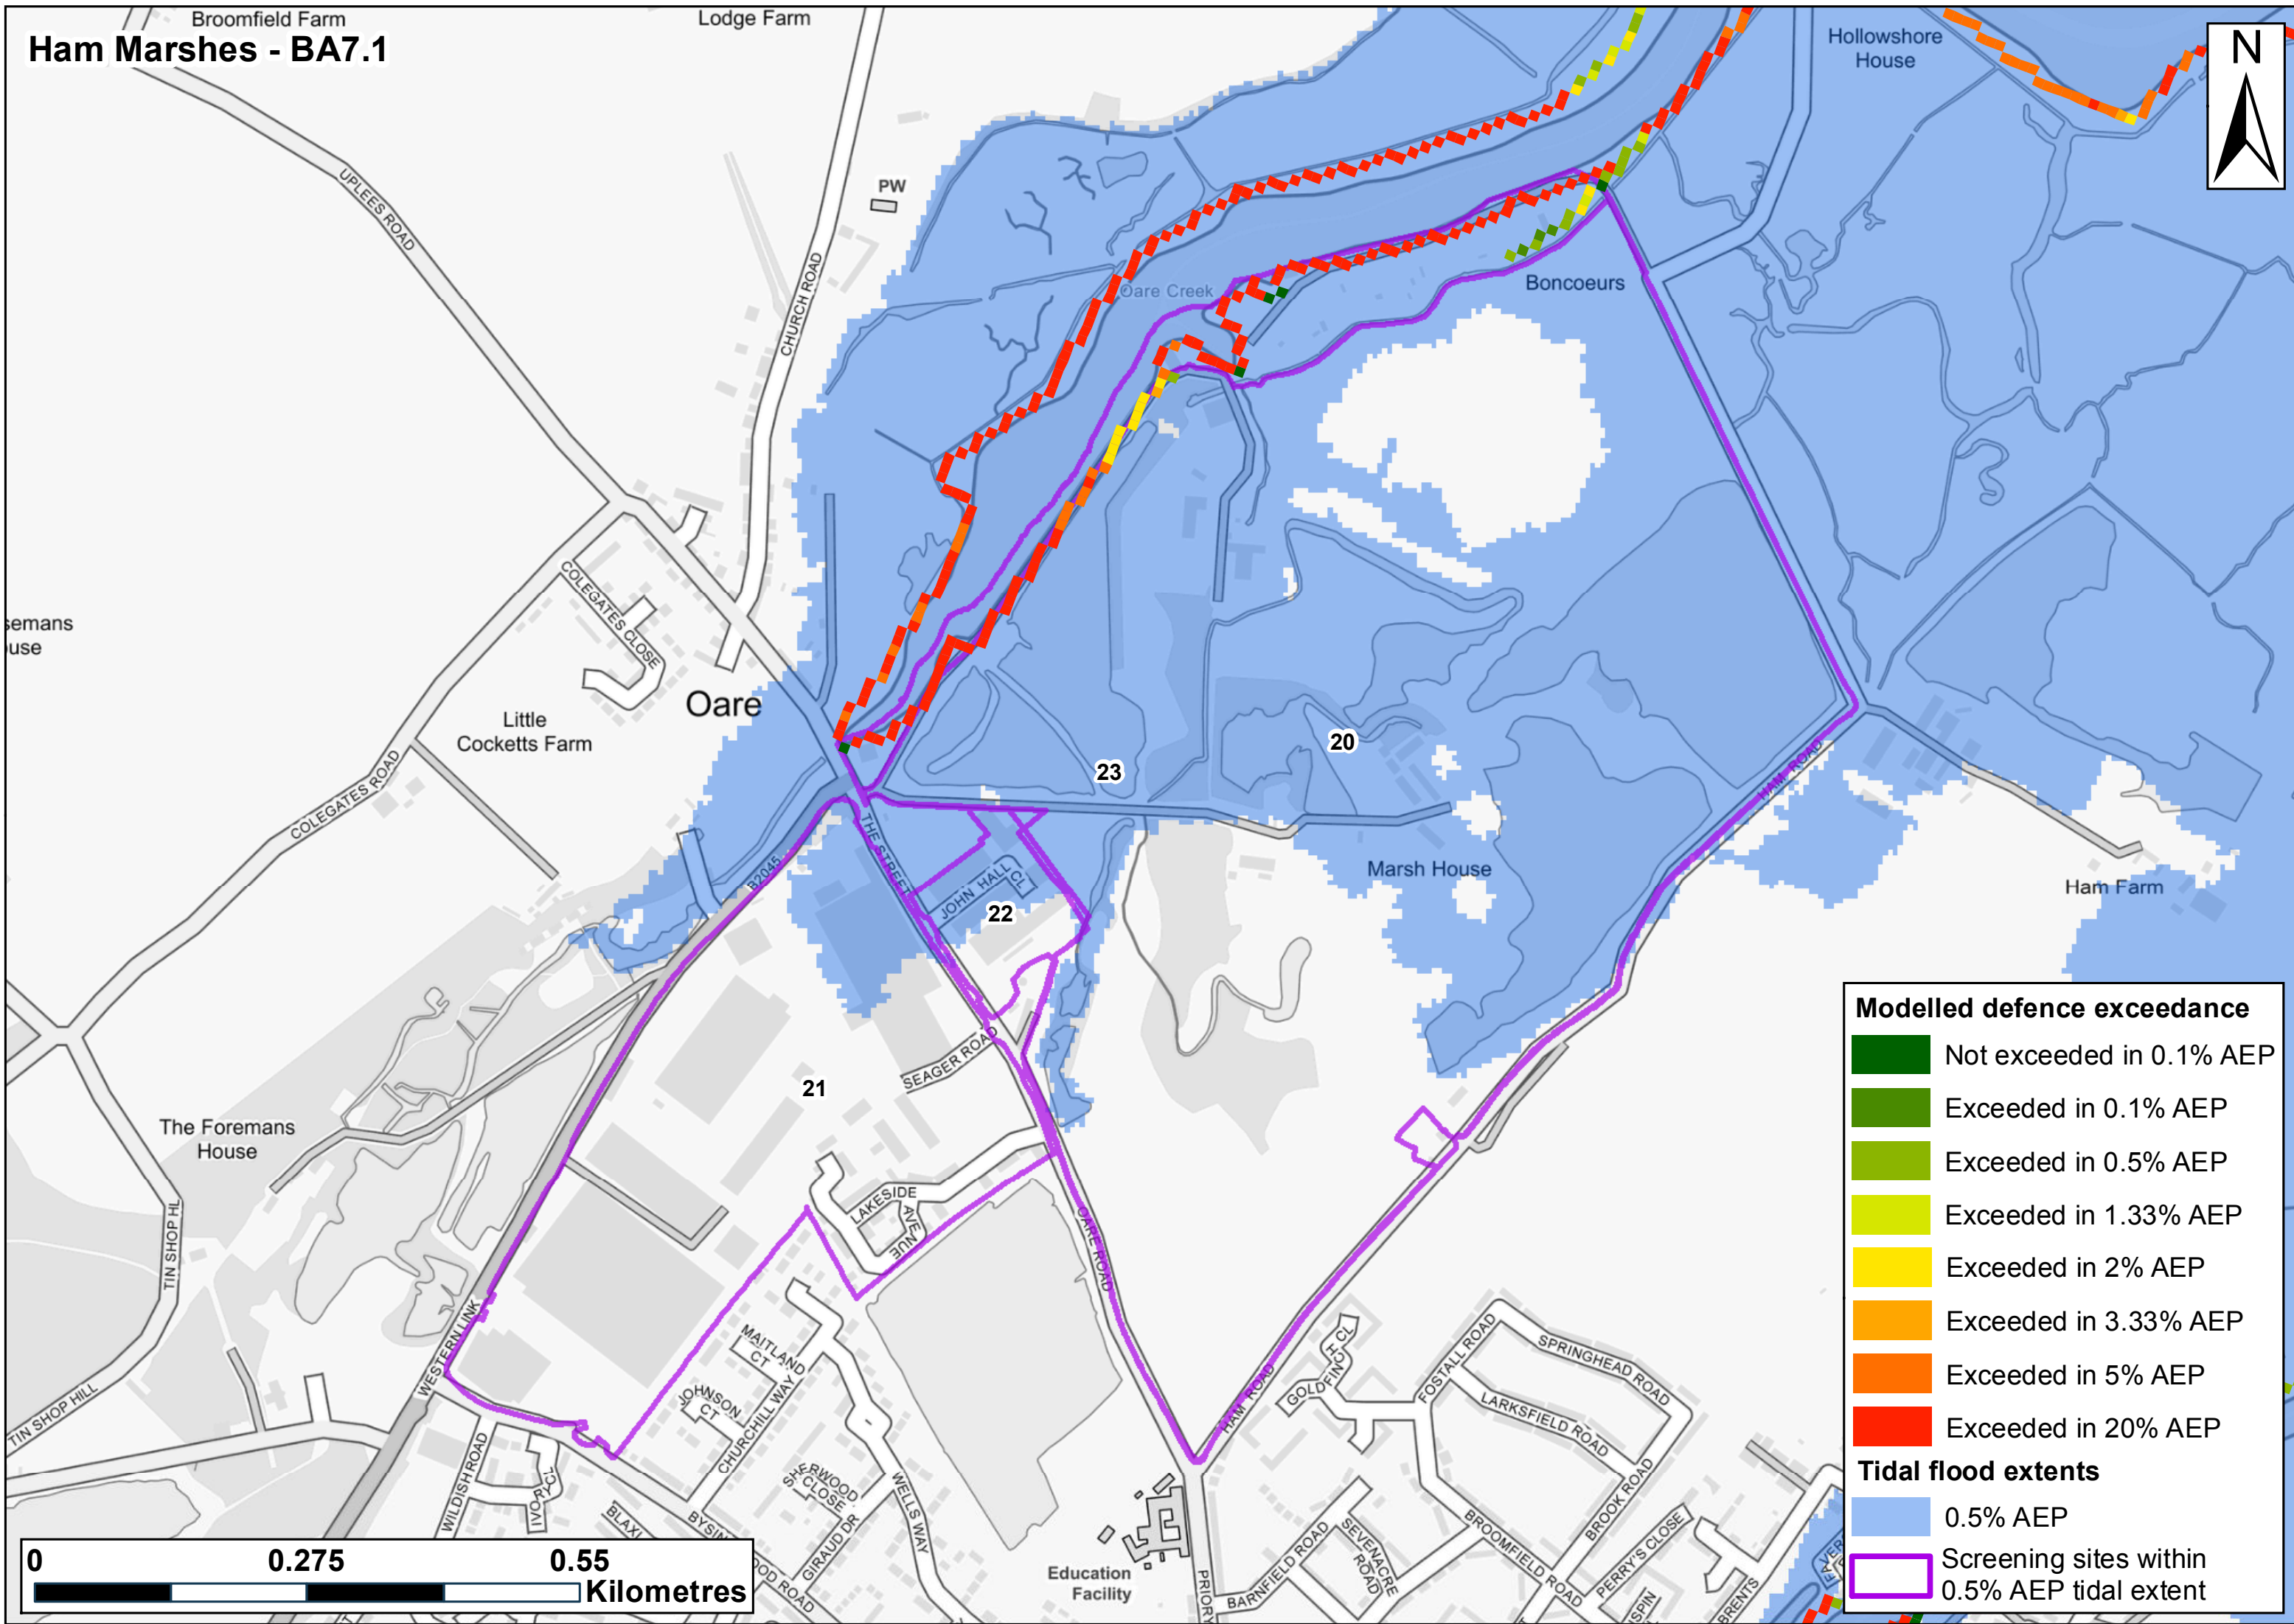 Ham Marshes - BA7.1
Broomfield Farm
Lodge Farm
Hollowshore
House
N
UPLEES ROAD
PW
CHURCH ROAD
Oare Creek
Boncoeurs
COLEGATES CLOSE
Oare
Little
Cocketts Farm
COLEGATES ROAD
20
23
HAM ROAD
THE STREET
B2045
JOHN HALL CL
22
Marsh House
Ham Farm
21
SEAGER ROAD
The Foremans
House
TIN SHOP HL
LAKESIDE
AVE
NUE
OARE ROAD
WESTERN LINK
MAITLAND
CT
JOHNSON
CT
CHURCHILL WAY
TIN SHOP HILL
WILDISH ROAD
IVORY CL
SHERWOOD
CLOSE
GIRAUD DR
WELLS WAY
HAM ROAD
GOLDFINCH CL
FOSTALL ROAD
SPRINGHEAD ROAD
LARKSFIELD ROAD
BROOK ROAD
BROOMFIELD ROAD
PERRY'S CLOSE
SEVENACRE
ROAD
BARNFIELD ROAD
PRIORY
BRENTS
Education
Facility
Modelled defence exceedance
Not exceeded in 0.1% AEP
Exceeded in 0.1% AEP
Exceeded in 0.5% AEP
Exceeded in 1.33% AEP
Exceeded in 2% AEP
Exceeded in 3.33% AEP
Exceeded in 5% AEP
Exceeded in 20% AEP
Tidal flood extents
0.5% AEP
Screening sites within
0.5% AEP tidal extent
0 0.275 0.55
Kilometres